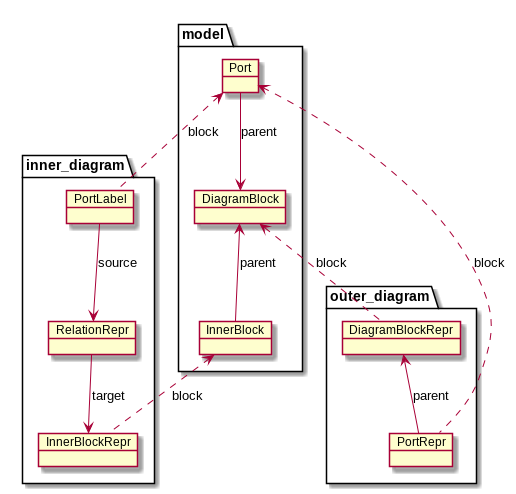 model
Port
block
parent
inner_diagram
PortLabel
DiagramBlock
source
parent
block
block
outer_diagram
RelationRepr
InnerBlock
DiagramBlockRepr
target
block
parent
InnerBlockRepr
PortRepr